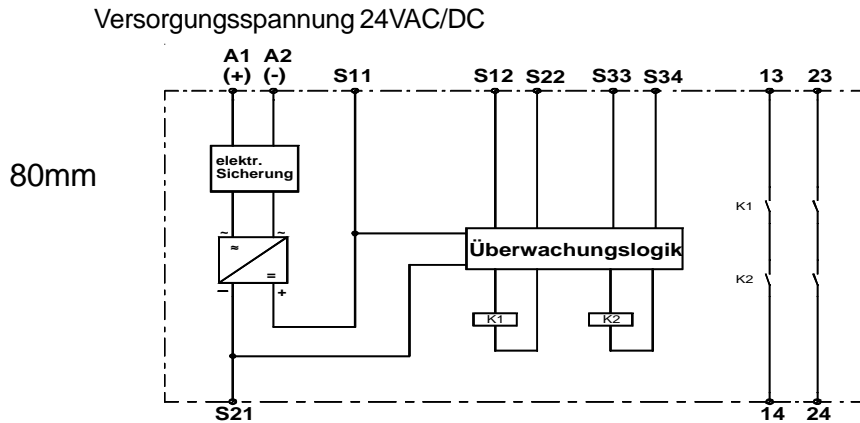 Versorgungsspannung 24VAC/DC
A1 A2
(+) (-) S11 S12 S22 S33 S34 13 23
80mm
elektr.
Sicherung
K1
~ ~
≈
Überwachungslogik
=
K2
− +
K1 K2
S21 14 24